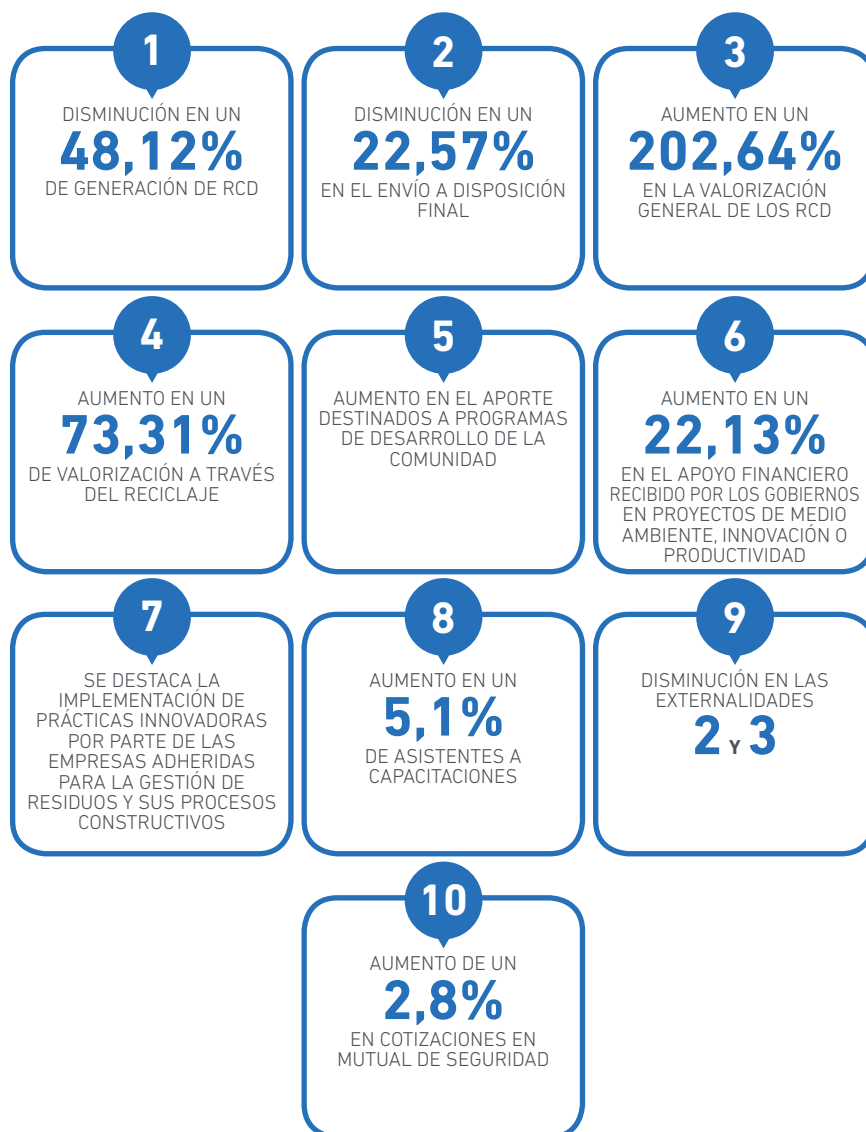 1
DISMINUCIÓN EN UN
48,12%
DE GENERACIÓN DE RCD
2
DISMINUCIÓN EN UN
22,57%
EN EL ENVÍO A DISPOSICIÓN
FINAL
3
AUMENTO EN UN
202,64%
EN LA VALORIZACIÓN
GENERAL DE LOS RCD
4
AUMENTO EN UN
73,31%
DE VALORIZACIÓN A TRAVÉS
DEL RECICLAJE
5
AUMENTO EN EL APORTE
DESTINADOS A PROGRAMAS
DE DESARROLLO DE LA
COMUNIDAD
6
AUMENTO EN UN
22,13%
EN EL APOYO FINANCIERO
RECIBIDO POR LOS GOBIERNOS
EN PROYECTOS DE MEDIO
AMBIENTE, INNOVACIÓN O
PRODUCTIVIDAD
7
SE DESTACA LA
IMPLEMENTACIÓN DE
PRÁCTICAS INNOVADORAS
POR PARTE DE LAS
EMPRESAS ADHERIDAS
PARA LA GESTIÓN DE
RESIDUOS Y SUS PROCESOS
CONSTRUCTIVOS
8
AUMENTO EN UN
5,1%
DE ASISTENTES A
CAPACITACIONES
9
DISMINUCIÓN EN LAS
EXTERNALIDADES
2 Y 3
10
AUMENTO DE UN
2,8%
EN COTIZACIONES EN
MUTUAL DE SEGURIDAD